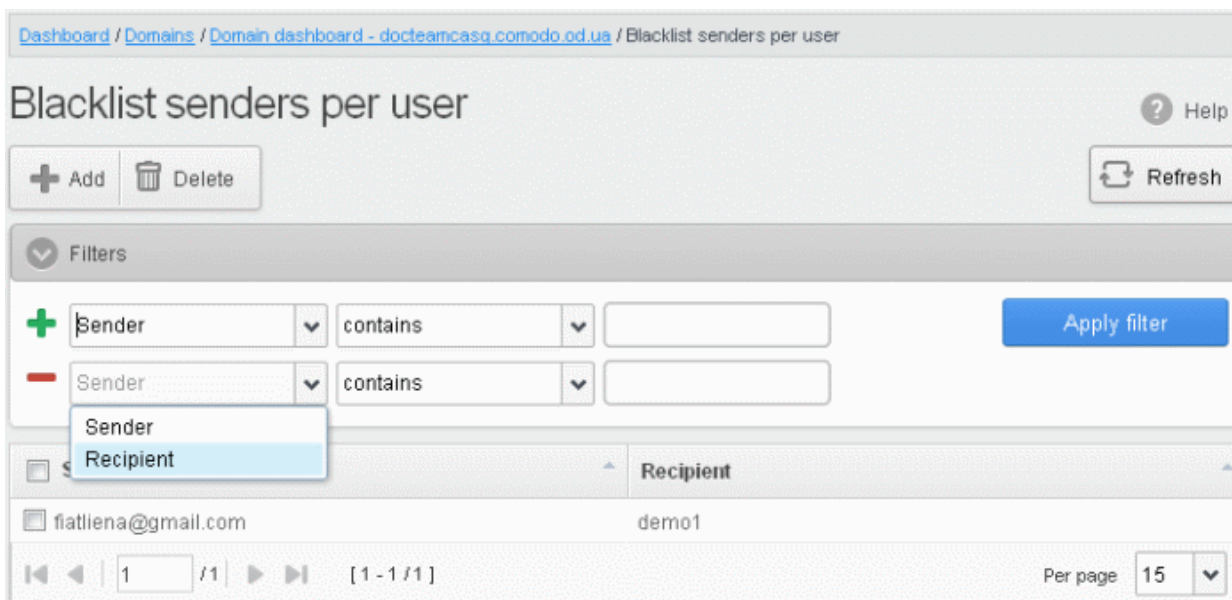 Dashboard / Domains / Domain dashboard - docteamcasg.comodo.od.ua / Blacklist senders per user
Blacklist senders per user
Help
Add Delete
Refresh
Filters
Sender contains
Apply filter
Sender contains
Sender
Recipient
S Recipient
fiatliena@gmail.com demo1
1 /1 [ 1 - 1 / 1 ] Per page 15